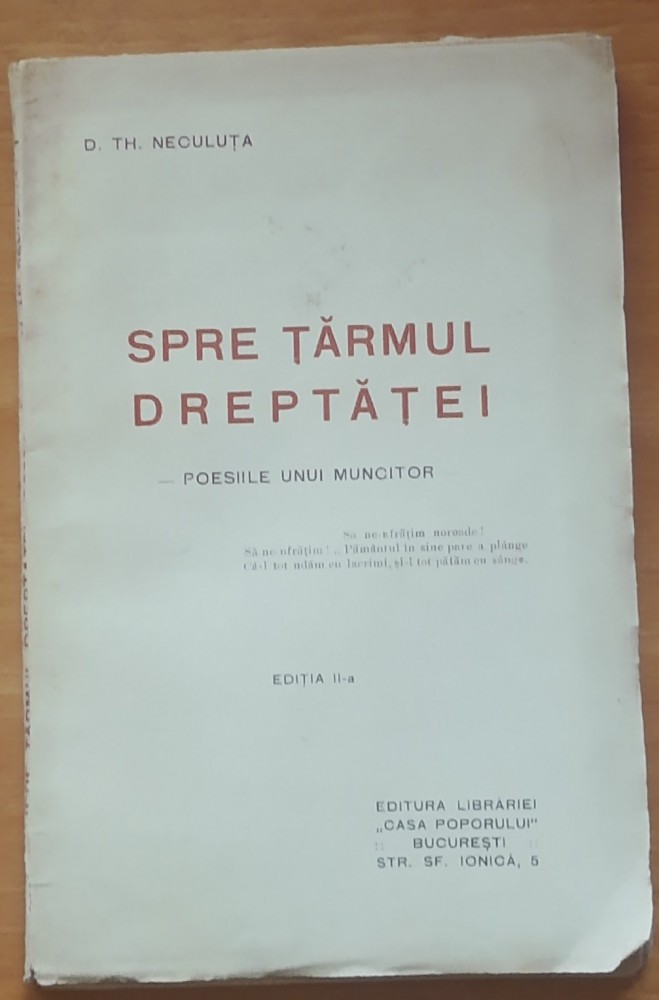 D. TH. NECULUȚA
SPRE ȚĂRMUL
DREPTĂȚEI
— POESIILE UNUI MUNCITOR
Să ne-nfrățim noroade!
Să ne-nfrățim!.. Pământul in sine pare a plânge
Că-l tot udăm cu lacrimi, și-l tot pătăm cu sânge.
EDIȚIA II-a
EDITURA LIBRĂRIEI
„CASA POPORULUI"
:: BUCUREȘTI ::
STR. SF. IONICĂ, 5